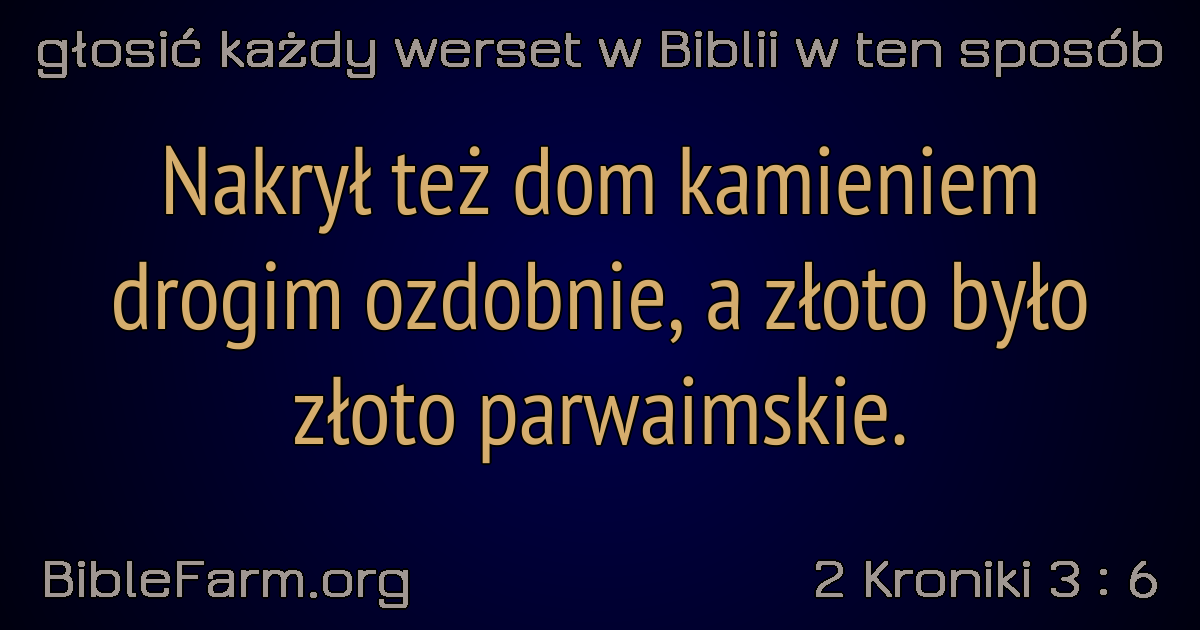 głosić każdy werset w Biblii w ten sposób
Nakrył też dom kamieniem
drogim ozdobnie, a złoto było
złoto parwaimskie.
BibleFarm.org
2 Kroniki 3 : 6